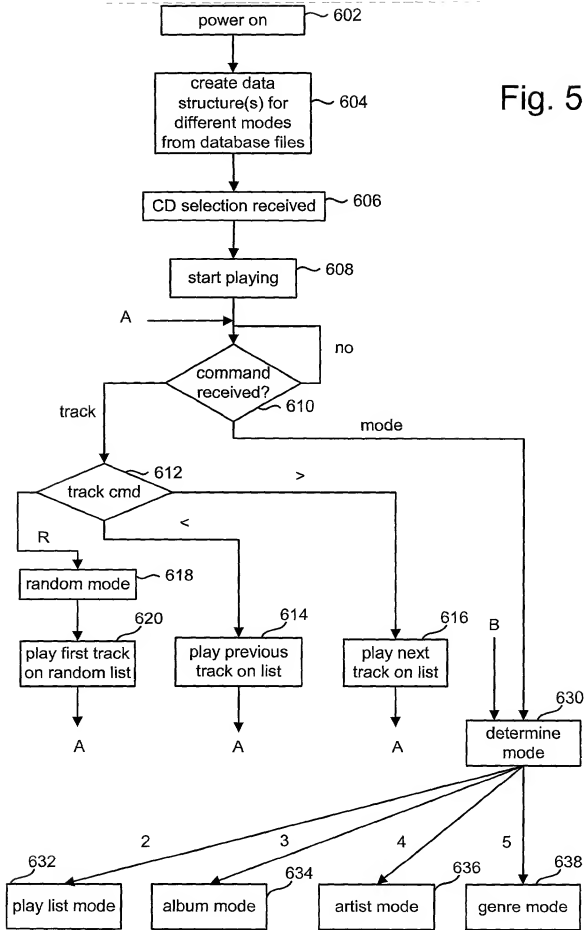 power on
602
create data
structure(s) for
different modes
from database files
604
Fig. 5
CD selection received
606
start playing
608
A
no
command
received?
610
track
mode
612
track cmd
>
<
R
random mode
618
620
play first track
on random list
614
play previous
track on list
616
play next
track on list
B
630
determine
mode
A
A
A
2
3
4
5
632
play list mode
634
album mode
636
artist mode
638
genre mode